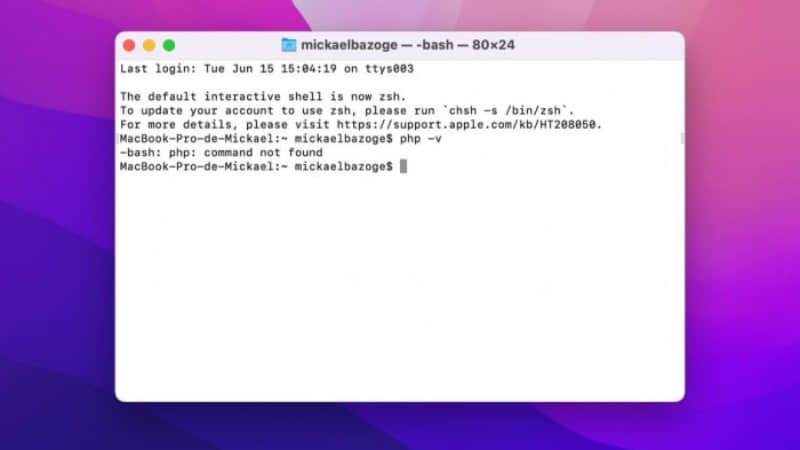 mickaelbazoge — -bash — 80×24
Last login: Tue Jun 15 15:04:19 on ttys003
The default interactive shell is now zsh.
To update your account to use zsh, please run `chsh -s /bin/zsh`.
For more details, please visit https://support.apple.com/kb/HT208050.
MacBook-Pro-de-Mickael:~ mickaelbazoge$ php -v
-bash: php: command not found
MacBook-Pro-de-Mickael:~ mickaelbazoge$